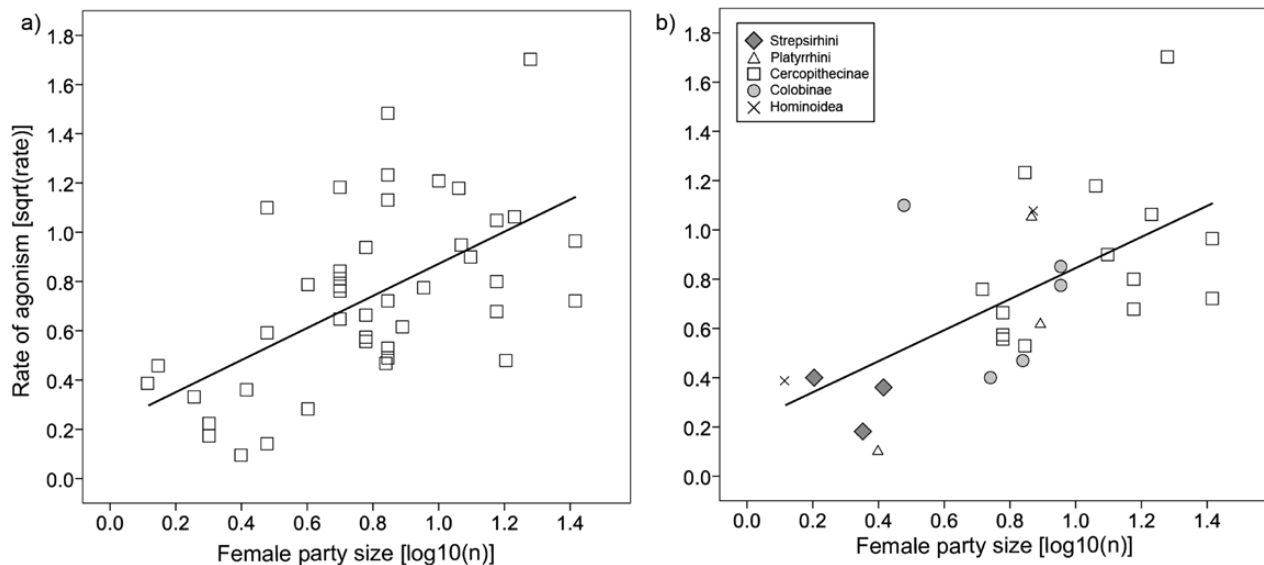 a)
Rate of agonism [sqrt(rate)]
1.8
1.6
1.4
1.2
1.0
0.8
0.6
0.4
0.2
0.0
0.0 0.2 0.4 0.6 0.8 1.0 1.2 1.4
Female party size [log10(n)]
b)
Strepsirhini
Platyrrhini
Cercopithecinae
Colobinae
Hominoidea
1.8
1.6
1.4
1.2
1.0
0.8
0.6
0.4
0.2
0.0
0.0 0.2 0.4 0.6 0.8 1.0 1.2 1.4
Female party size [log10(n)]